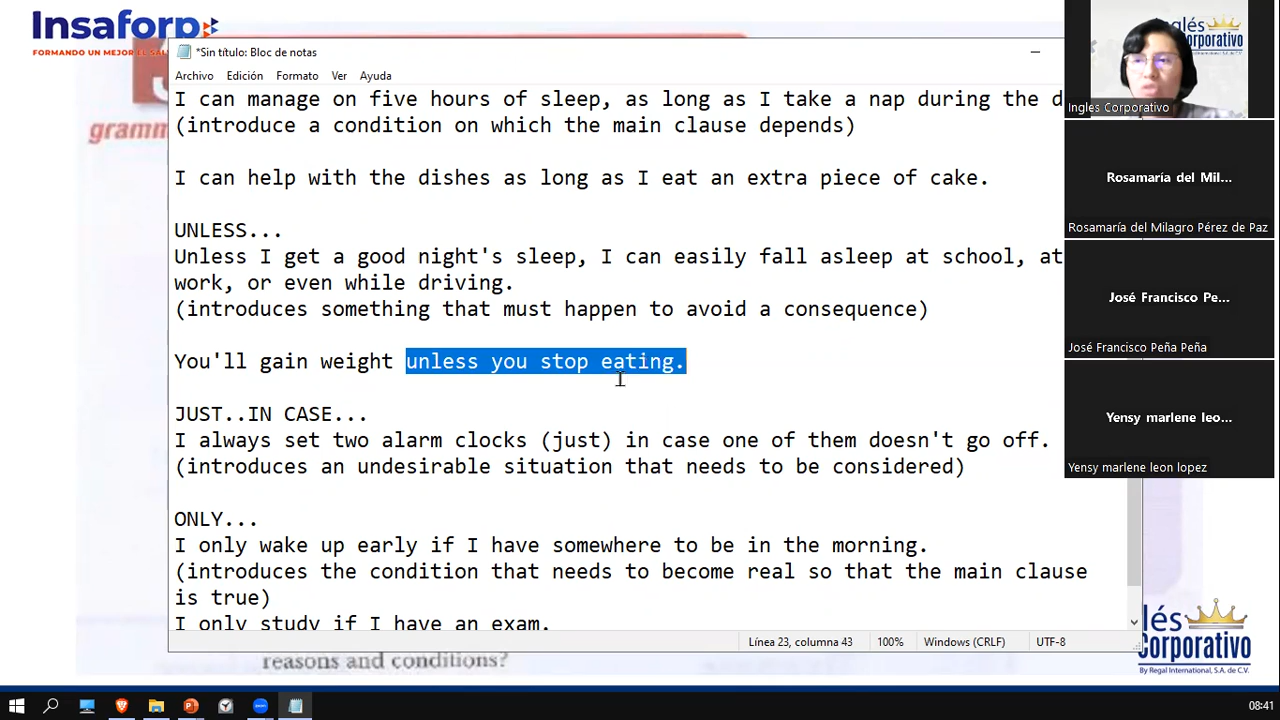 Insaforp
FORMANDO UN MEJOR EL SAL
*Sin título: Bloc de notas
Archivo Edición Formato Ver Ayuda
gramm
I can manage on five hours of sleep, as long as I take a nap during the d
(introduce a condition on which the main clause depends)
I can help with the dishes as long as I eat an extra piece of cake.
UNLESS...
Unless I get a good night's sleep, I can easily fall asleep at school, at
work, or even while driving.
(introduces something that must happen to avoid a consequence)
You'll gain weight unless you stop eating.
JUST..IN CASE...
I always set two alarm clocks (just) in case one of them doesn't go off.
(introduces an undesirable situation that needs to be considered)
ONLY...
I only wake up early if I have somewhere to be in the morning.
(introduces the condition that needs to become real so that the main clause
is true)
I only study if I have an exam.
Línea 23, columna 43 100% Windows (CRLF) UTF-8
reasons and conditions?
Inglés
Corporativo
Ingles Corporativo
Rosamaría del Mil...
Rosamaría del Milagro Pérez de Paz
José Francisco Pe...
José Francisco Peña Peña
Yensy marlene leo...
Yensy marlene leon lopez
lés
Corporativo
By Regal International, S.A. de C.V.
08:41